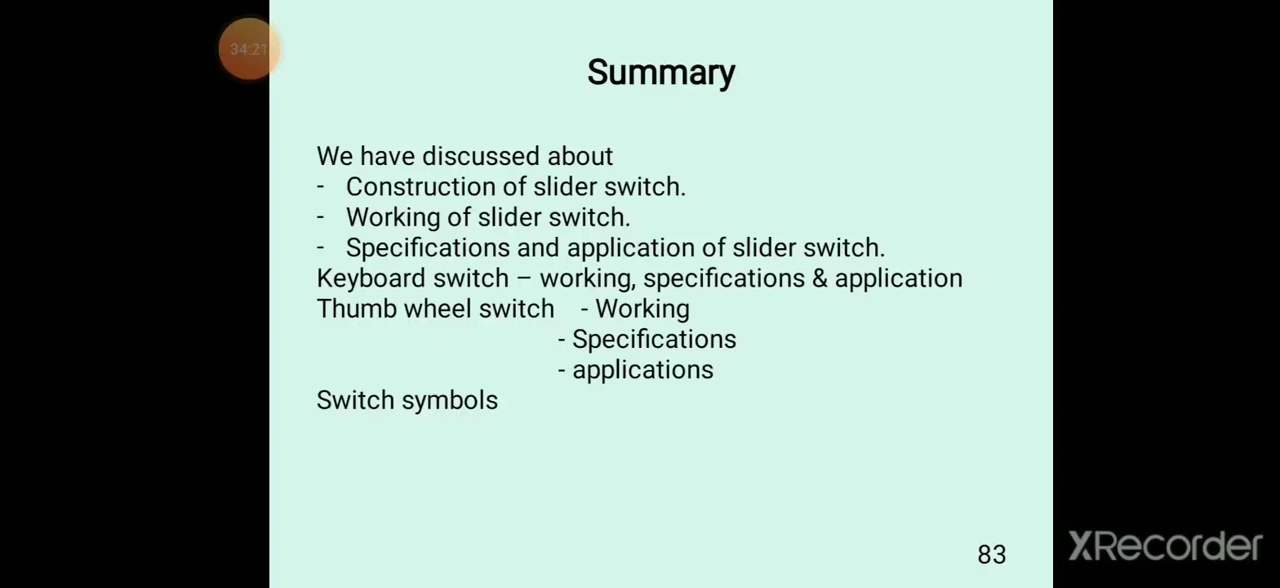 34:21
Summary
We have discussed about
- Construction of slider switch.
- Working of slider switch.
- Specifications and application of slider switch.
Keyboard switch – working, specifications & application
Thumb wheel switch - Working
- Specifications
- applications
Switch symbols
83
XRecorder